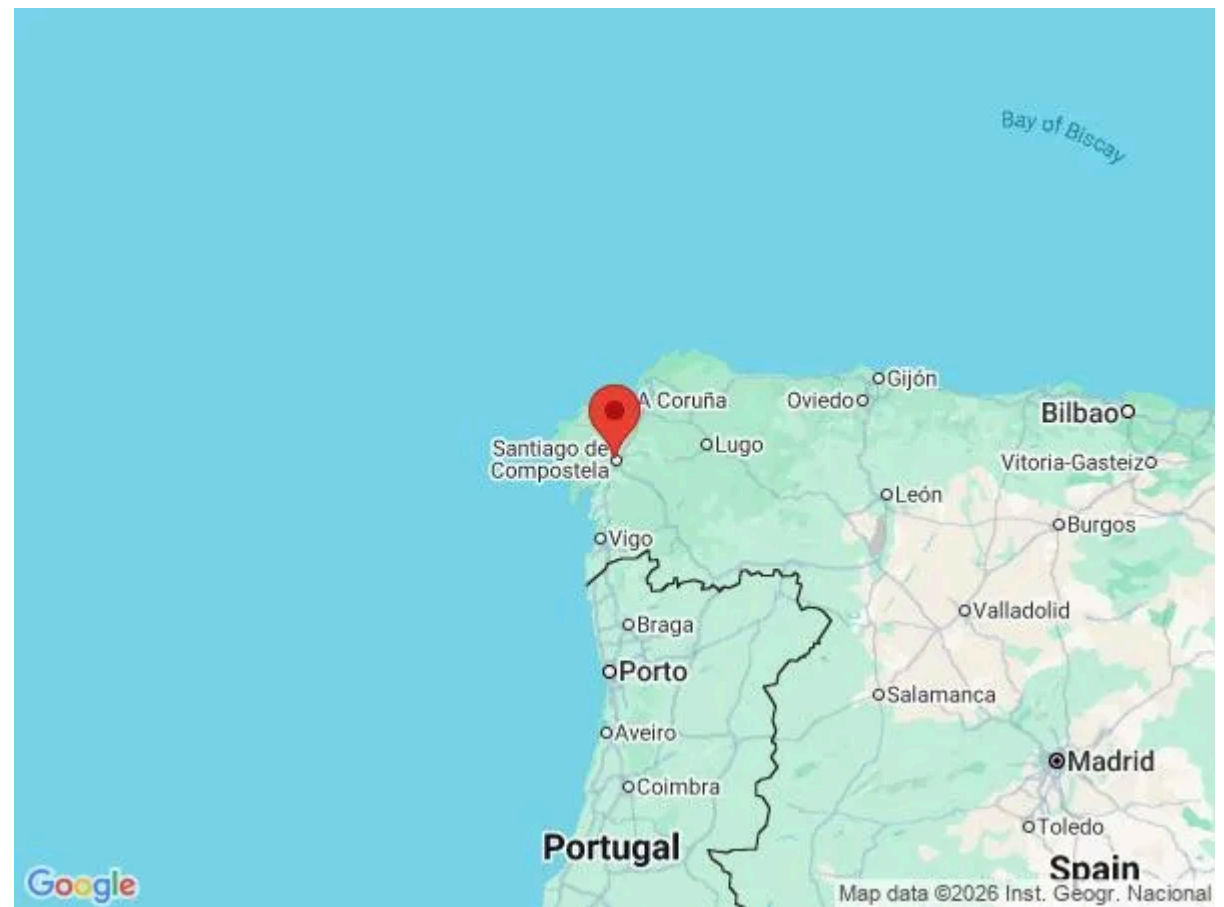 Bay of Biscay
Gijón
A Coruña
Oviedo
Bilbao
Lugo
Santiago de
Compostela
Vitoria-Gasteiz
León
Burgos
Vigo
Valladolid
Braga
Porto
Salamanca
Aveiro
Madrid
Coimbra
Toledo
Portugal
Spain
Google
Map data ©2026 Inst. Geogr. Nacional